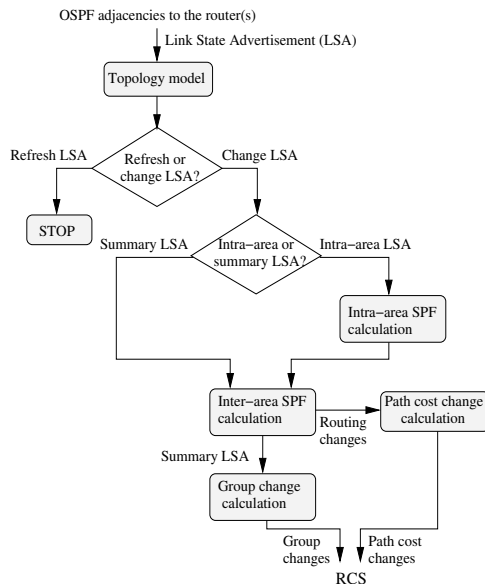 OSPF adjacencies to the router(s)
Link State Advertisement (LSA)
Topology model
Refresh LSA
Refresh or
change LSA?
Change LSA
STOP
Summary LSA
Intra−area or
summary LSA?
Intra−area LSA
Intra−area SPF
calculation
Inter−area SPF
calculation
Routing
changes
Path cost change
calculation
Summary LSA
Group change
calculation
Group
changes
Path cost
changes
RCS